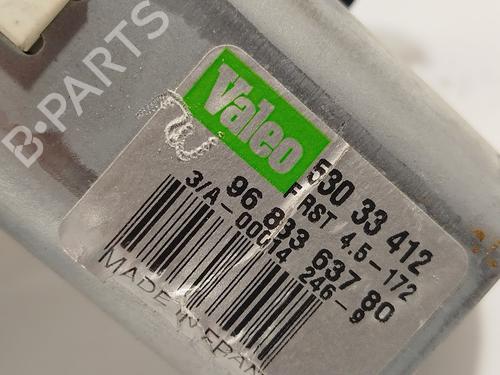 B-PARTS
Valeo
530 33 412
FRST 4.5-172
96 833 637 80
3/A-00014 246-9
MADE IN